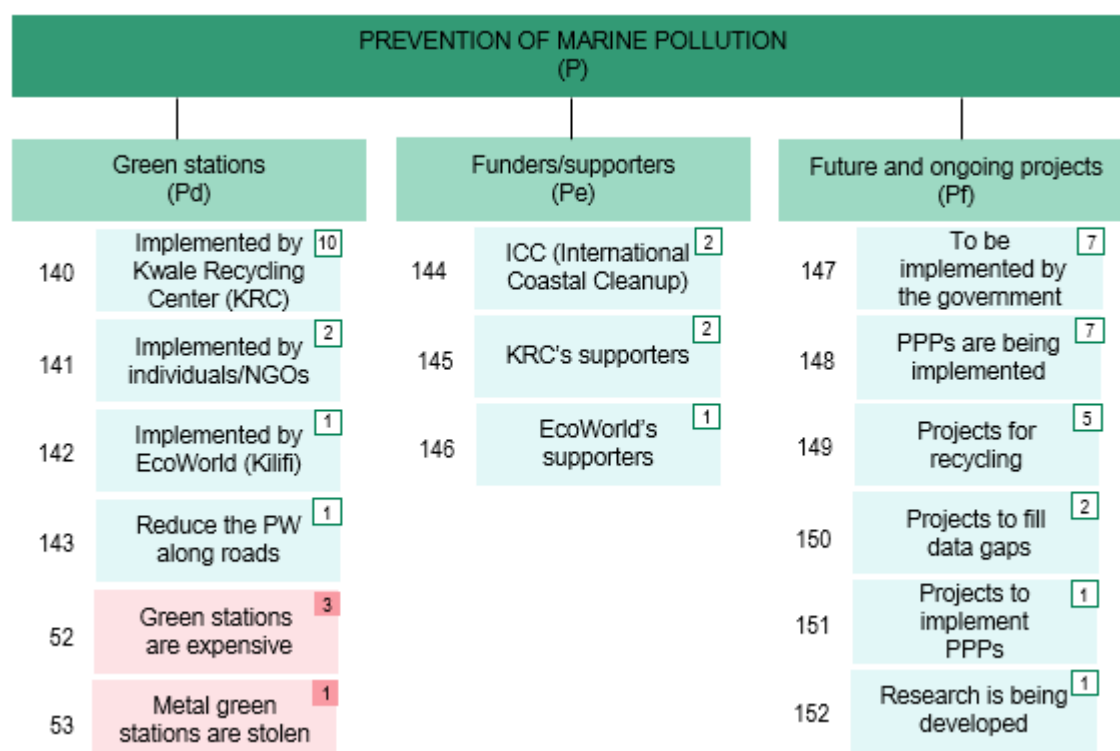 PREVENTION OF MARINE POLLUTION
(P)
Green stations
(Pd)
140
Implemented by
Kwale Recycling
Center (KRC)
10
141
Implemented by
individuals/NGOs
2
142
Implemented by
EcoWorld (Kilifi)
1
143
Reduce the PW
along roads
1
52
Green stations
are expensive
3
53
Metal green
stations are stolen
1
Funders/supporters
(Pe)
144
ICC (International
Coastal Cleanup)
2
145
KRC's supporters
2
146
EcoWorld's
supporters
1
Future and ongoing projects
(Pf)
147
To be
implemented by
the government
7
148
PPPs are being
implemented
7
149
Projects for
recycling
5
150
Projects to fill
data gaps
2
151
Projects to
implement
PPPs
1
152
Research is being
developed
1